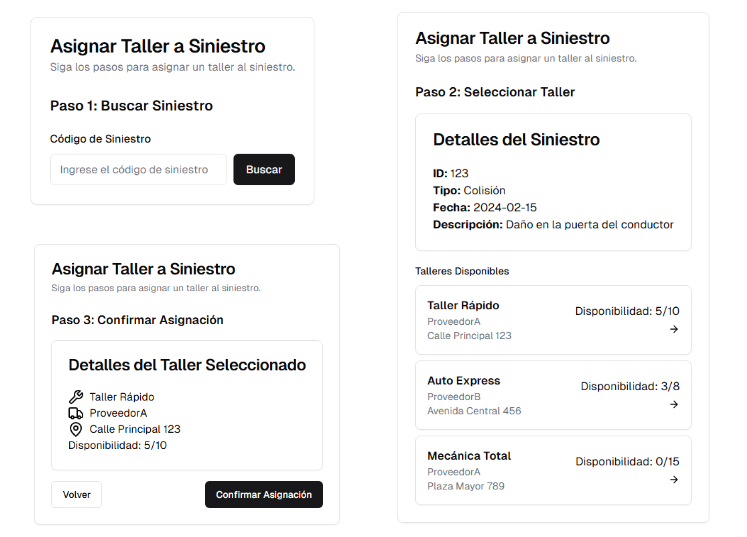 Asignar Taller a Siniestro
Siga los pasos para asignar un taller al siniestro.
Paso 1: Buscar Siniestro
Código de Siniestro
Ingrese el código de siniestro
Buscar
Asignar Taller a Siniestro
Siga los pasos para asignar un taller al siniestro.
Paso 2: Seleccionar Taller
Detalles del Siniestro
ID: 123
Tipo: Colisión
Fecha: 2024-02-15
Descripción: Daño en la puerta del conductor
Talleres Disponibles
Taller Rápido
ProveedorA
Calle Principal 123
Disponibilidad: 5/10
Auto Express
ProveedorB
Avenida Central 456
Disponibilidad: 3/8
Mecánica Total
ProveedorA
Plaza Mayor 789
Disponibilidad: 0/15
Asignar Taller a Siniestro
Siga los pasos para asignar un taller al siniestro.
Paso 3: Confirmar Asignación
Detalles del Taller Seleccionado
Taller Rápido
ProveedorA
Calle Principal 123
Disponibilidad: 5/10
Volver
Confirmar Asignación